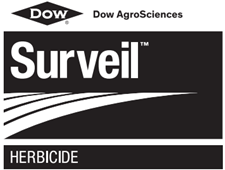 Dow
®
Dow AgroSciences
Surveil™
HERBICIDE